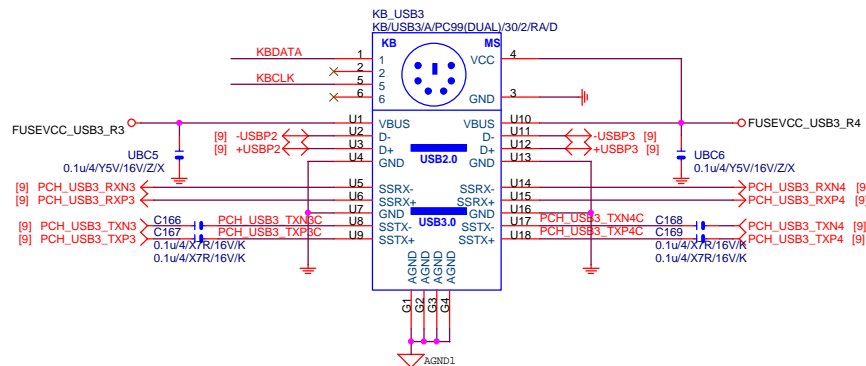 KB_USB3
KB/USB3/A/PC99(DUAL)/30/2/RA/D
KB MS
KBDATA 1 1 VCC 4
2 2
KBCLK 5 5
6 6 GND 3
FUSEVCC_USB3_R3 U1 VBUS VBUS U10 FUSEVCC_USB3_R4
[9] -USBP2 U2 D- D- U11 -USBP3 [9]
[9] +USBP2 U3 D+ D+ U12 +USBP3 [9]
U4 GND USB2.0 GND U13
UBC5
0.1u/4/Y5V/16V/Z/X
UBC6
0.1u/4/Y5V/16V/Z/X
[9] PCH_USB3_RXN3 U5 SSRX- SSRX- U14 PCH_USB3_RXN4 [9]
[9] PCH_USB3_RXP3 U6 SSRX+ SSRX+ U15 PCH_USB3_RXP4 [9]
U7 GND USB3.0 GND U16
[9] PCH_USB3_TXN3 C166 PCH_USB3_TXN3C U8 SSTX- SSTX- U17 PCH_USB3_TXN4C C168 PCH_USB3_TXN4 [9]
[9] PCH_USB3_TXP3 C167 PCH_USB3_TXP3C U9 SSTX+ SSTX+ U18 PCH_USB3_TXP4C C169 PCH_USB3_TXP4 [9]
0.1u/4/X7R/16V/K 0.1u/4/X7R/16V/K
0.1u/4/X7R/16V/K 0.1u/4/X7R/16V/K
AGND AGND AGND AGND
G1 G2 G3 G4
AGND1